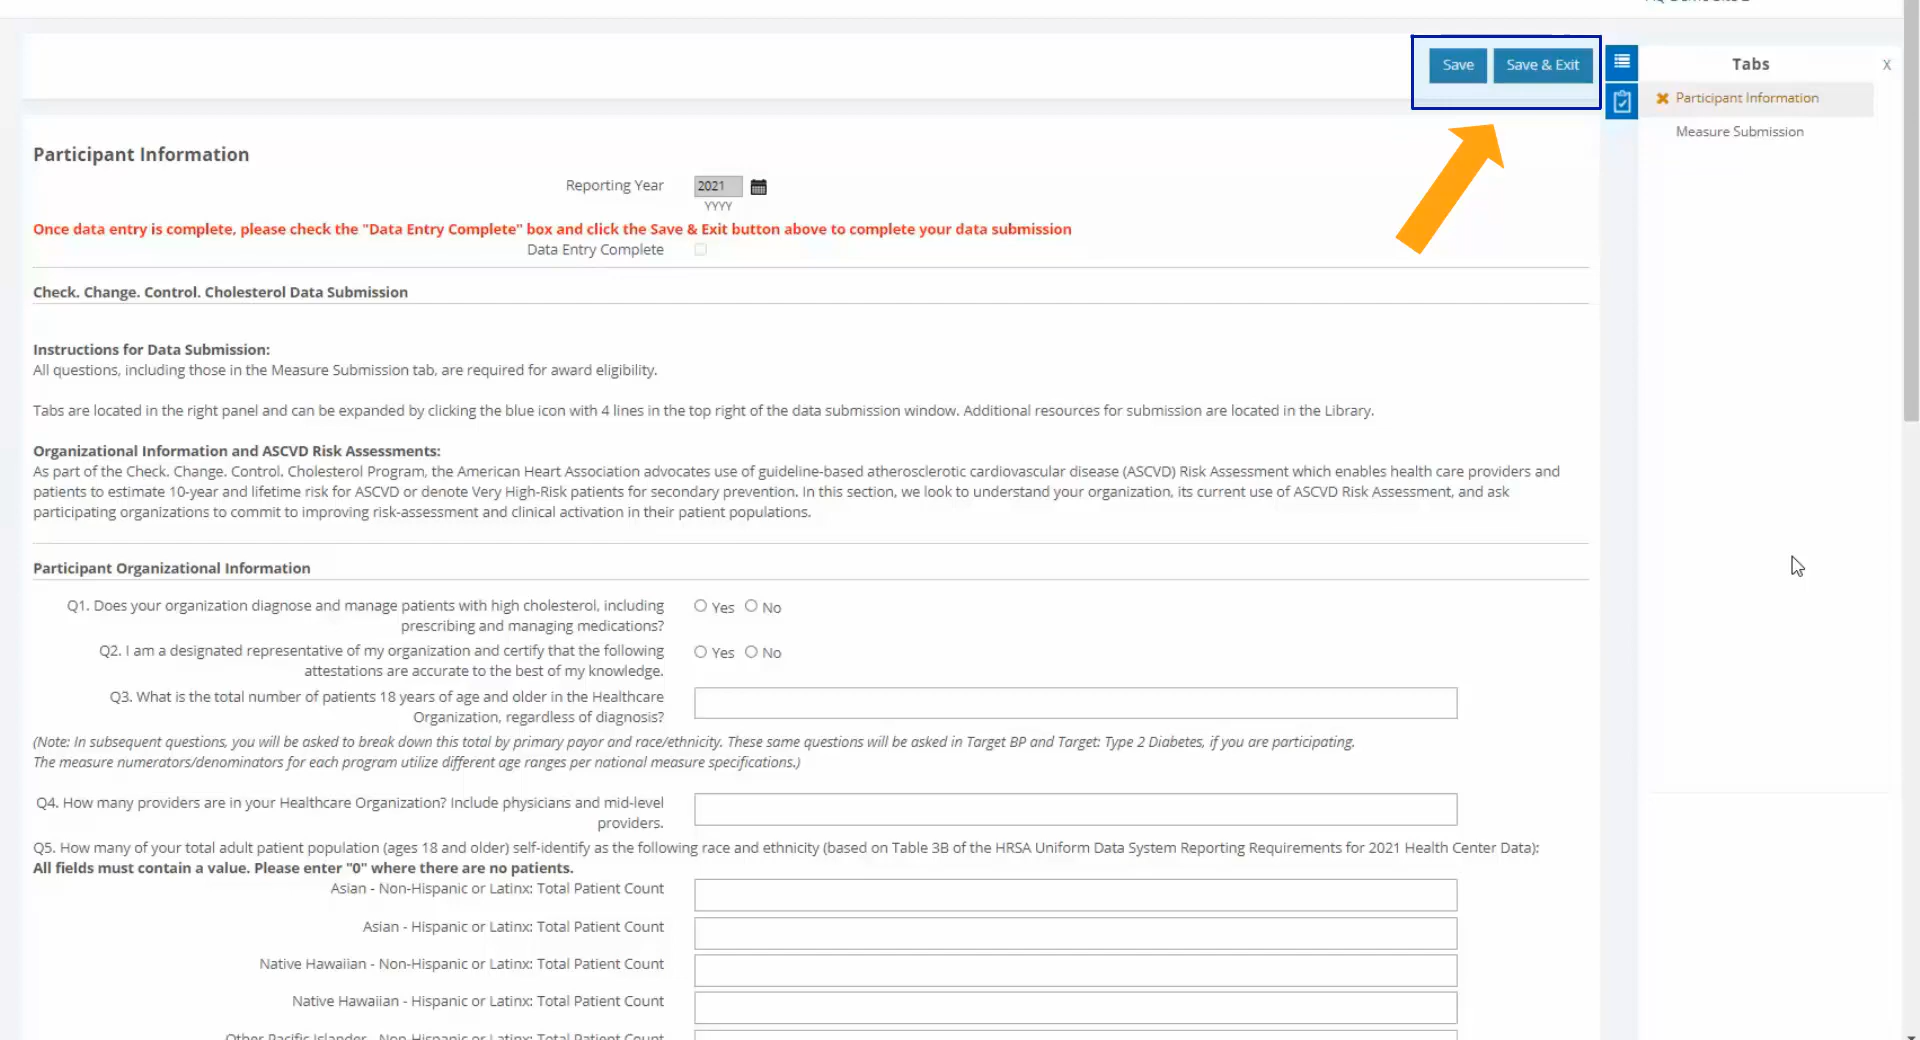 Save
Save & Exit
Tabs
X
Participant Information
Measure Submission
Participant Information
Reporting Year
2021
YYYY
Once data entry is complete, please check the "Data Entry Complete" box and click the Save & Exit button above to complete your data submission
Data Entry Complete
Check. Change. Control. Cholesterol Data Submission
Instructions for Data Submission:
All questions, including those in the Measure Submission tab, are required for award eligibility.
Tabs are located in the right panel and can be expanded by clicking the blue icon with 4 lines in the top right of the data submission window. Additional resources for submission are located in the Library.
Organizational Information and ASCVD Risk Assessments:
As part of the Check. Change. Control. Cholesterol Program, the American Heart Association advocates use of guideline-based atherosclerotic cardiovascular disease (ASCVD) Risk Assessment which enables health care providers and
patients to estimate 10-year and lifetime risk for ASCVD or denote Very High-Risk patients for secondary prevention. In this section, we look to understand your organization, its current use of ASCVD Risk Assessment, and ask
participating organizations to commit to improving risk-assessment and clinical activation in their patient populations.
Participant Organizational Information
Q1. Does your organization diagnose and manage patients with high cholesterol, including
prescribing and managing medications?
Yes No
Q2. I am a designated representative of my organization and certify that the following
attestations are accurate to the best of my knowledge.
Yes No
Q3. What is the total number of patients 18 years of age and older in the Healthcare
Organization, regardless of diagnosis?
(Note: In subsequent questions, you will be asked to break down this total by primary payor and race/ethnicity. These same questions will be asked in Target BP and Target: Type 2 Diabetes, if you are participating.
The measure numerators/denominators for each program utilize different age ranges per national measure specifications.)
Q4. How many providers are in your Healthcare Organization? Include physicians and mid-level
providers.
Q5. How many of your total adult patient population (ages 18 and older) self-identify as the following race and ethnicity (based on Table 3B of the HRSA Uniform Data System Reporting Requirements for 2021 Health Center Data):
All fields must contain a value. Please enter "0" where there are no patients.
Asian - Non-Hispanic or Latinx: Total Patient Count
Asian - Hispanic or Latinx: Total Patient Count
Native Hawaiian - Non-Hispanic or Latinx: Total Patient Count
Native Hawaiian - Hispanic or Latinx: Total Patient Count
Other Pacific Islander - Non-Hispanic or Latinx: Total Patient Count